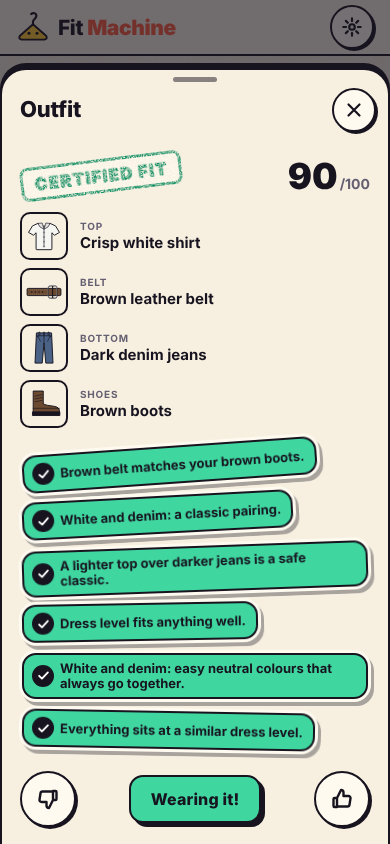 Fit Machine
Outfit
CERTIFIED FIT
90/100
TOP
Crisp white shirt
BELT
Brown leather belt
BOTTOM
Dark denim jeans
SHOES
Brown boots
Brown belt matches your brown boots.
White and denim: a classic pairing.
A lighter top over darker jeans is a safe
classic.
Dress level fits anything well.
White and denim: easy neutral colours that
always go together.
Everything sits at a similar dress level.
Wearing it!